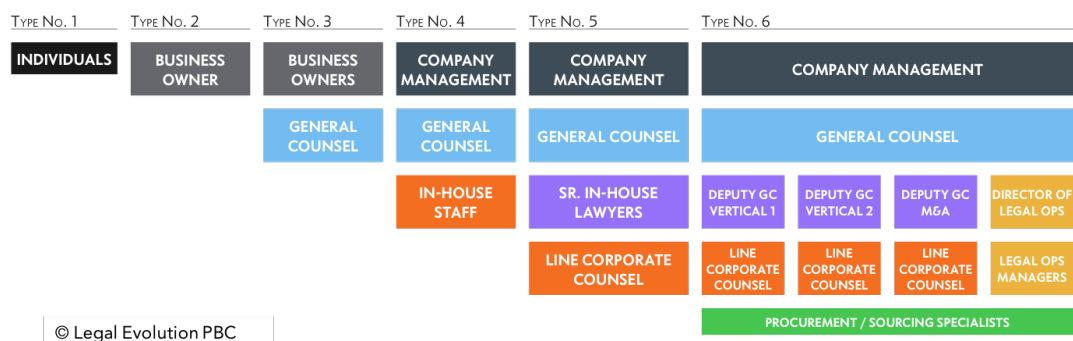 TYPE NO. 1
TYPE NO. 2
TYPE NO. 3
TYPE NO. 4
TYPE NO. 5
TYPE NO. 6
INDIVIDUALS
BUSINESS
OWNER
BUSINESS
OWNERS
COMPANY
MANAGEMENT
COMPANY
MANAGEMENT
COMPANY MANAGEMENT
GENERAL
COUNSEL
GENERAL
COUNSEL
GENERAL COUNSEL
GENERAL COUNSEL
IN-HOUSE
STAFF
SR. IN-HOUSE
LAWYERS
DEPUTY GC
VERTICAL 1
DEPUTY GC
VERTICAL 2
DEPUTY GC
M&A
DIRECTOR OF
LEGAL OPS
LINE CORPORATE
COUNSEL
LINE
CORPORATE
COUNSEL
LINE
CORPORATE
COUNSEL
LINE
CORPORATE
COUNSEL
LEGAL OPS
MANAGERS
PROCUREMENT / SOURCING SPECIALISTS
© Legal Evolution PBC